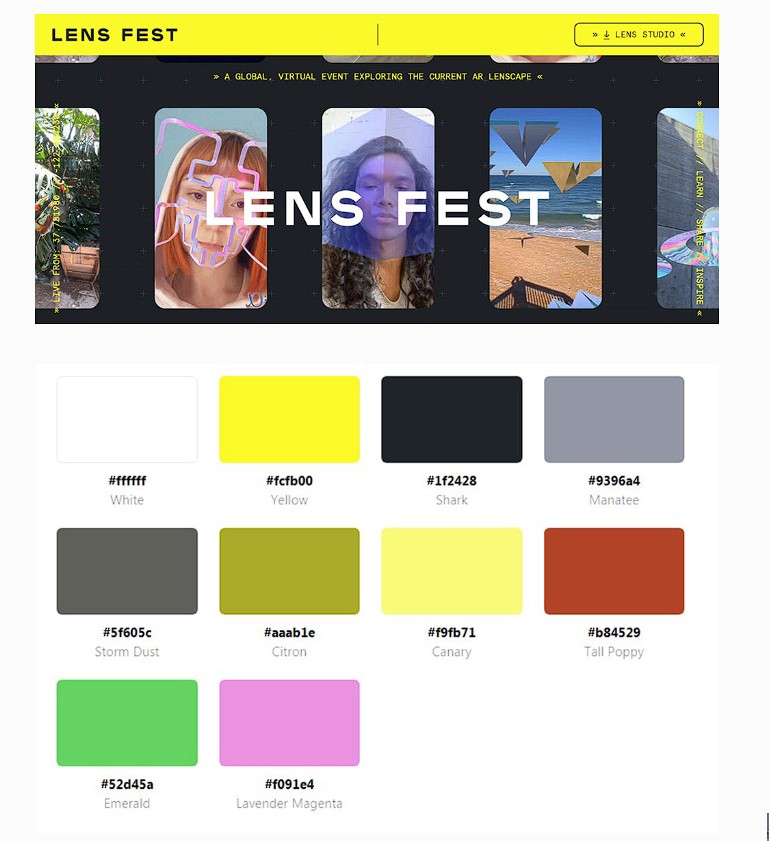 LENS FEST
» ↓ LENS STUDIO «
» A GLOBAL, VIRTUAL EVENT EXPLORING THE CURRENT AR LENSCAPE «
» LIVE FROM: 37.781980
// LEARN // SHARE // INSPIRE «
LENS FEST
#ffffff
White
#fcfb00
Yellow
#1f2428
Shark
#9396a4
Manatee
#5f605c
Storm Dust
#aaab1e
Citron
#f9fb71
Canary
#b84529
Tall Poppy
#52d45a
Emerald
#f091e4
Lavender Magenta